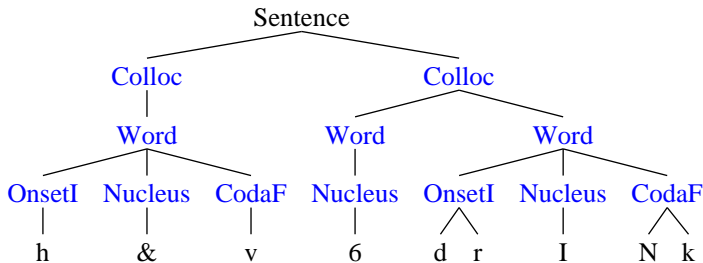 Sentence
Colloc Colloc
Word Word Word
OnsetI Nucleus CodaF Nucleus OnsetI Nucleus CodaF
h & v 6 d r I N k